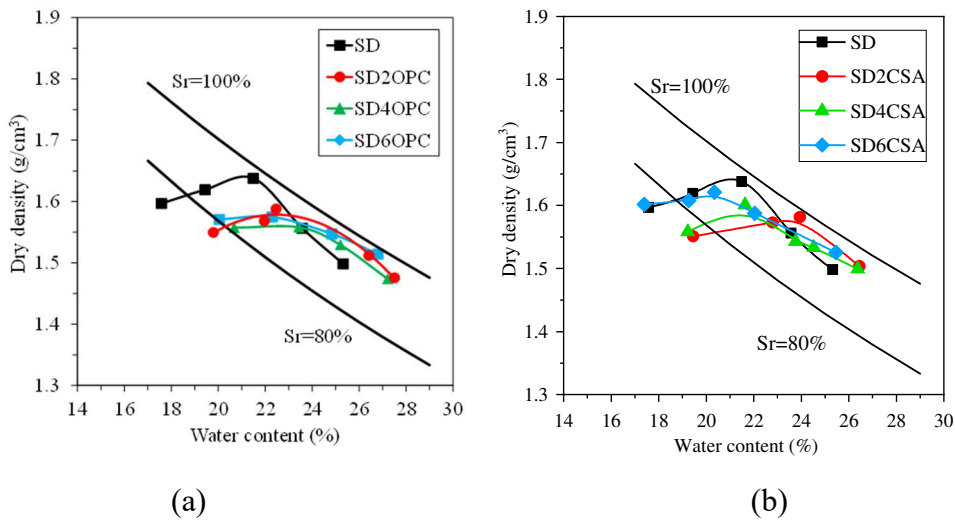 1.9
1.8
1.7
1.6
1.5
1.4
1.3
Dry density (g/cm³)
14 16 18 20 22 24 26 28 30
Water content (%)
Sr=100%
Sr=80%
SD
SD2OPC
SD4OPC
SD6OPC
(a)
1.9
1.8
1.7
1.6
1.5
1.4
1.3
Dry density (g/cm³)
14 16 18 20 22 24 26 28 30
Water content (%)
Sr=100%
Sr=80%
SD
SD2CSA
SD4CSA
SD6CSA
(b)